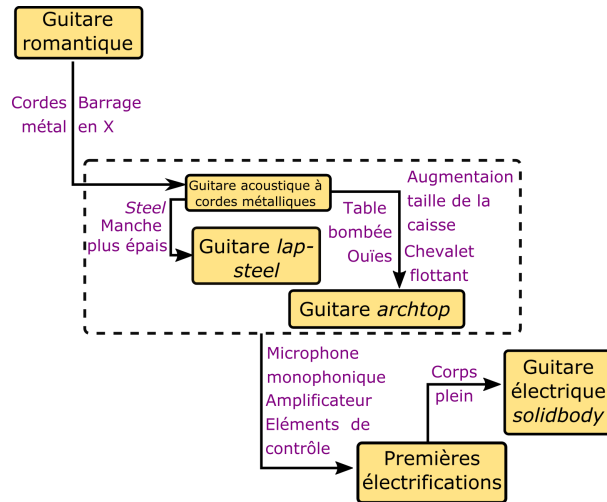 Guitare
romantique
Cordes
métal
Barrage
en X
Guitare acoustique à
cordes métalliques
Steel
Manche
plus épais
Guitare lap-
steel
Table
bombée
Ouïes
Augmentaion
taille de la
caisse
Chevalet
flottant
Guitare archtop
Microphone
monophonique
Amplificateur
Eléments de
contrôle
Premières
électrifications
Corps
plein
Guitare
électrique
solidbody